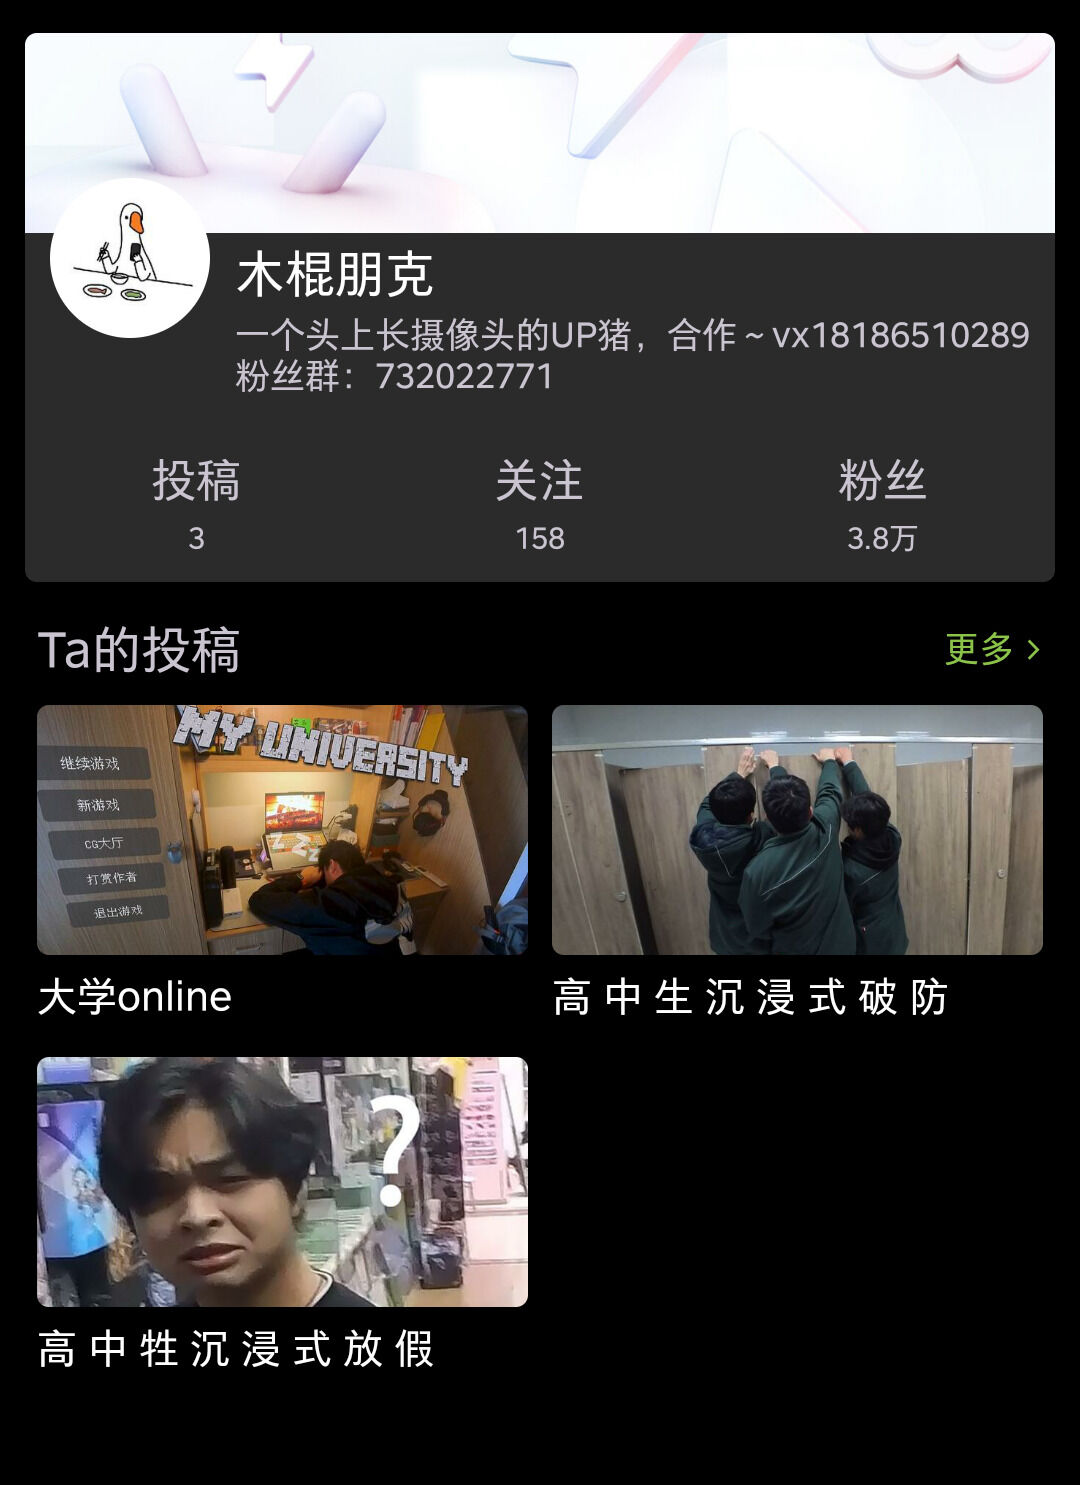 木棍朋克
一个头上长摄像头的UP猪，合作～vx18186510289
粉丝群：732022771
投稿
关注
粉丝
3
158
3.8万
Ta的投稿
更多 >
MY UNIVERSITY
继续游戏
新游戏
CG大厅
打赏作者
退出游戏
大学online
高 中 生 沉 浸 式 破 防
?
高 中 牲 沉 浸 式 放 假